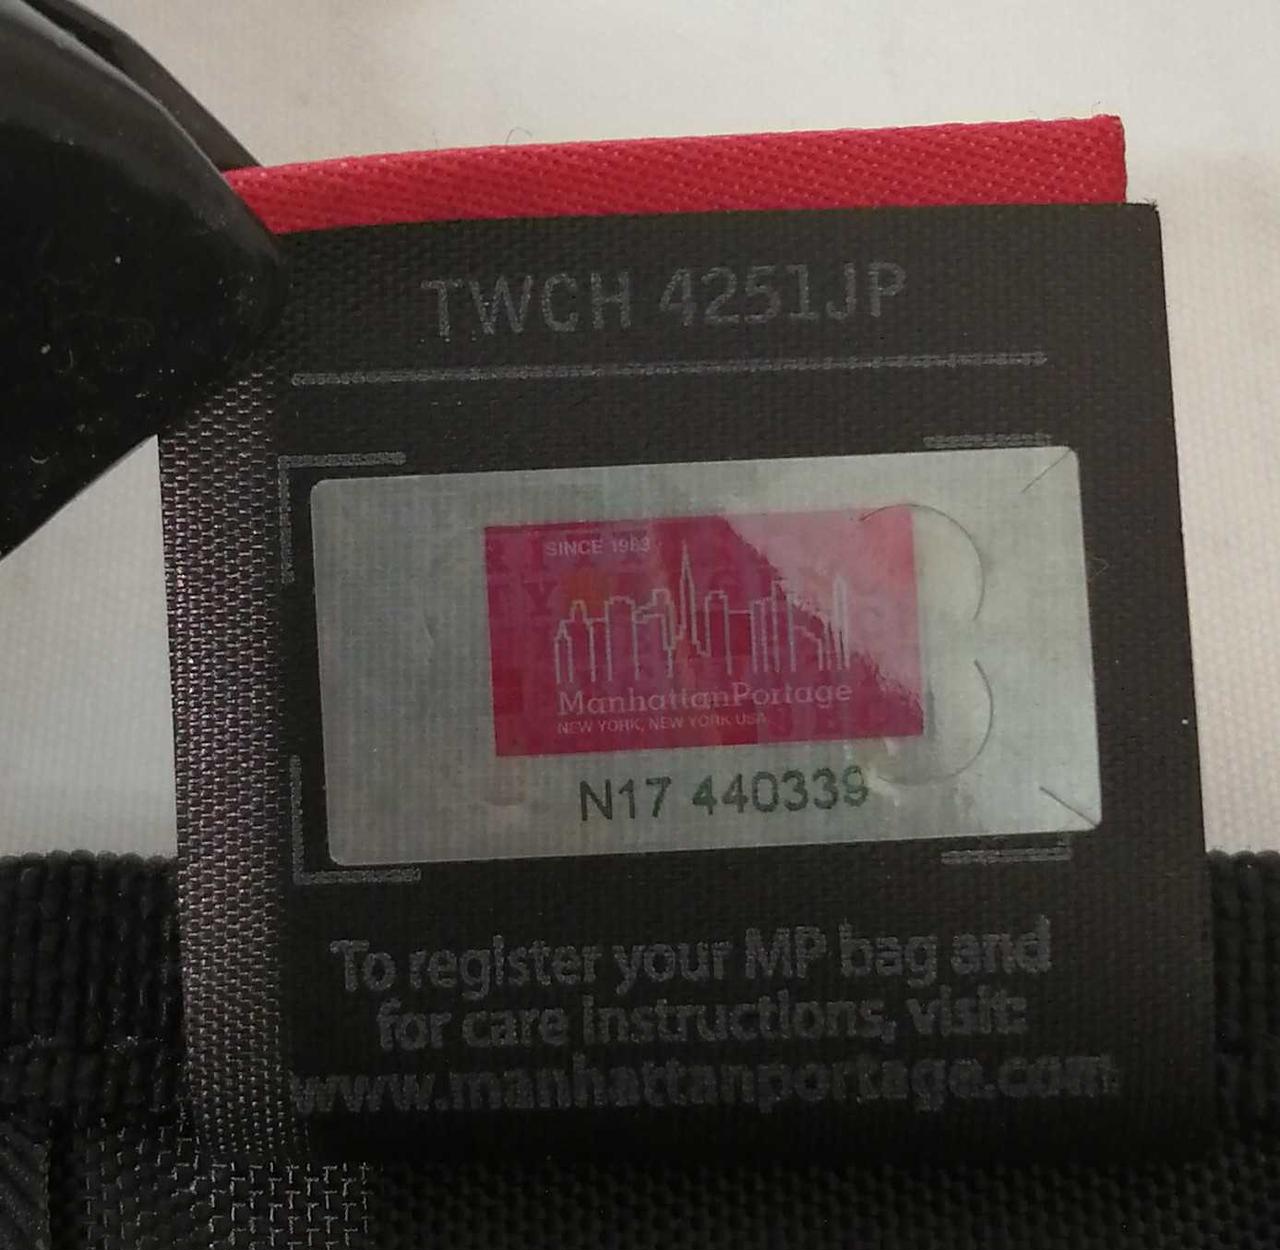 TWCH 4251JP
SINCE 1983
ManhattanPortage
NEW YORK, NEW YORK USA
N17 440339
To register your MP bag and
for care instructions, visit:
www.manhattanportage.com